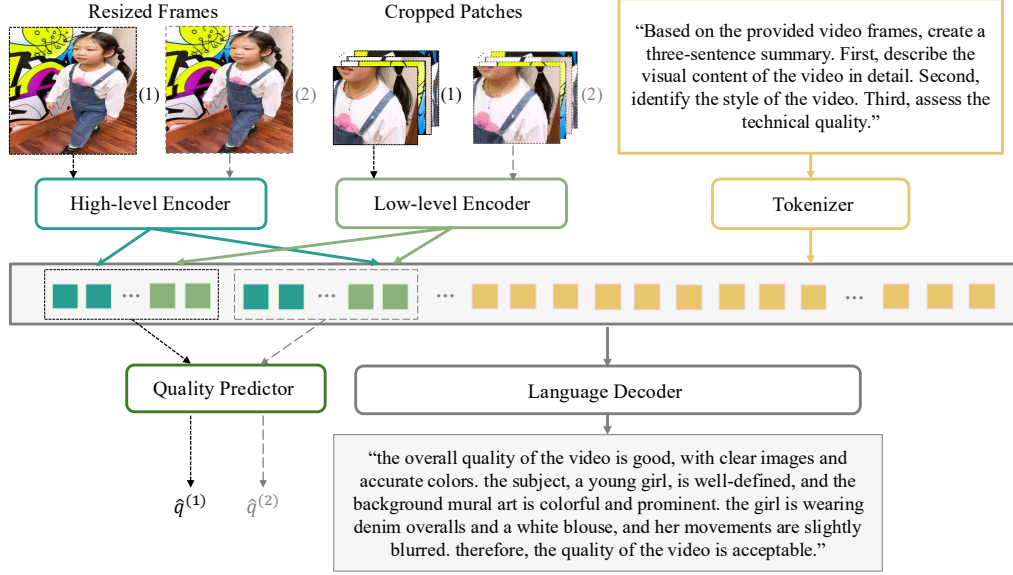 Resized Frames
Cropped Patches
(1)
(2)
(1)
(2)
“Based on the provided video frames, create a
three-sentence summary. First, describe the
visual content of the video in detail. Second,
identify the style of the video. Third, assess the
technical quality.”
High-level Encoder
Low-level Encoder
Tokenizer
...
...
...
...
Quality Predictor
Language Decoder
q̂⁽¹⁾
q̂⁽²⁾
“the overall quality of the video is good, with clear images and
accurate colors. the subject, a young girl, is well-defined, and the
background mural art is colorful and prominent. the girl is wearing
denim overalls and a white blouse, and her movements are slightly
blurred. therefore, the quality of the video is acceptable.”